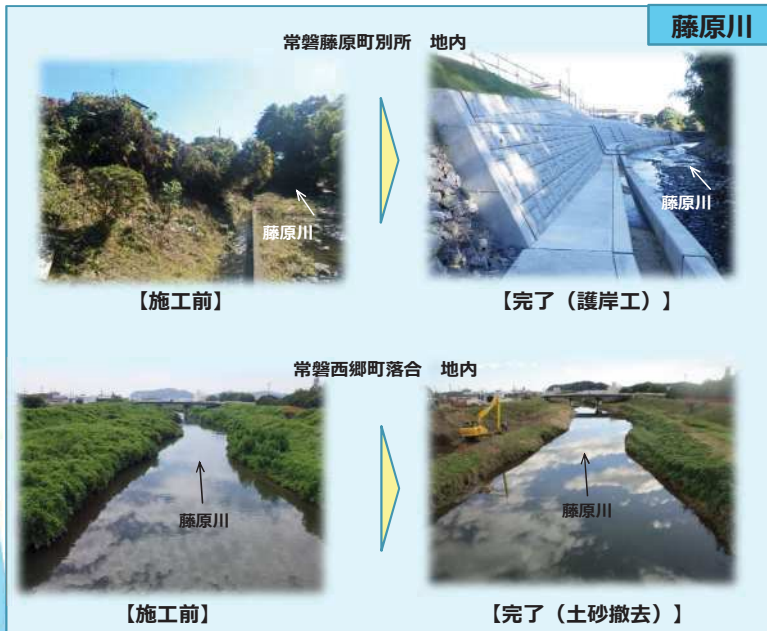 藤原川
常磐藤原町別所　地内
藤原川
藤原川
【施工前】
【完了（護岸工）】
常磐西郷町落合　地内
藤原川
藤原川
【施工前】
【完了（土砂撤去）】